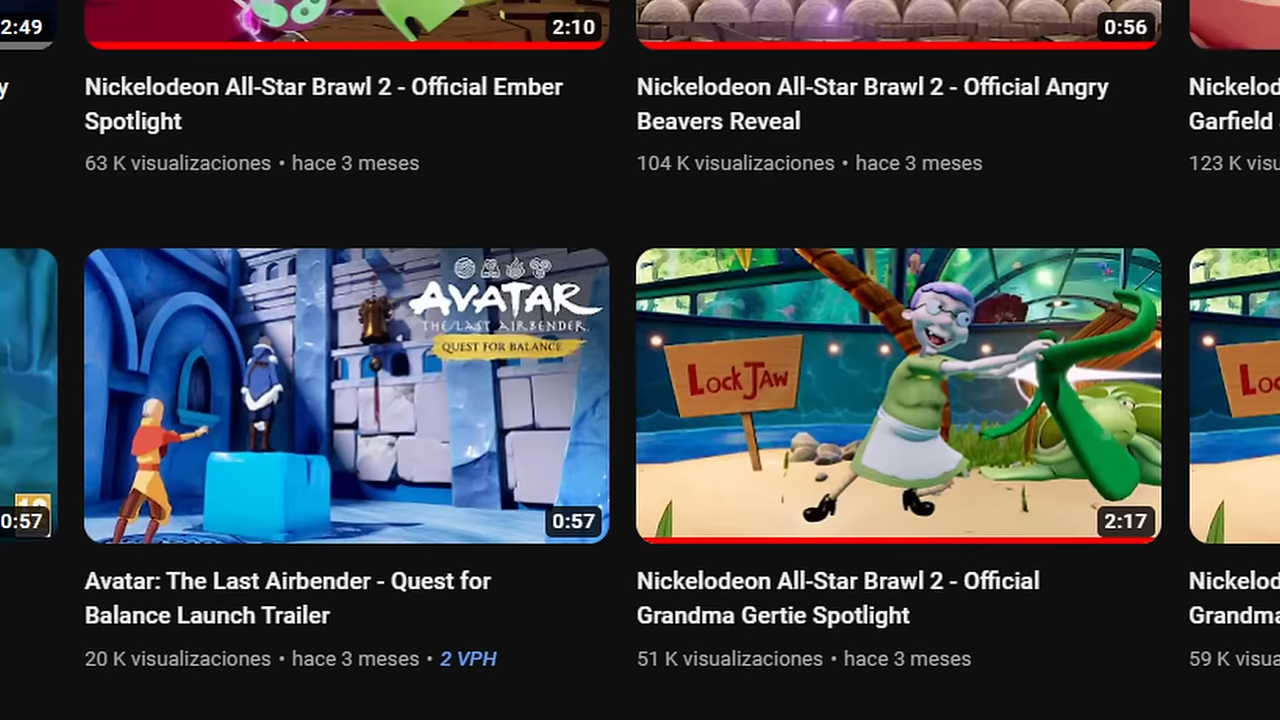 2:49
2:10
0:56
y
Nickelodeon All-Star Brawl 2 - Official Ember
Spotlight
63 K visualizaciones • hace 3 meses
Nickelodeon All-Star Brawl 2 - Official Angry
Beavers Reveal
104 K visualizaciones • hace 3 meses
Nickelod
Garfield
123 K visu
0:57
AVATAR
THE LAST AIRBENDER
QUEST FOR BALANCE
0:57
LOCK JAW
2:17
Loc
Avatar: The Last Airbender - Quest for
Balance Launch Trailer
20 K visualizaciones • hace 3 meses • 2 VPH
Nickelodeon All-Star Brawl 2 - Official
Grandma Gertie Spotlight
51 K visualizaciones • hace 3 meses
Nickelod
Grandma
59 K visua